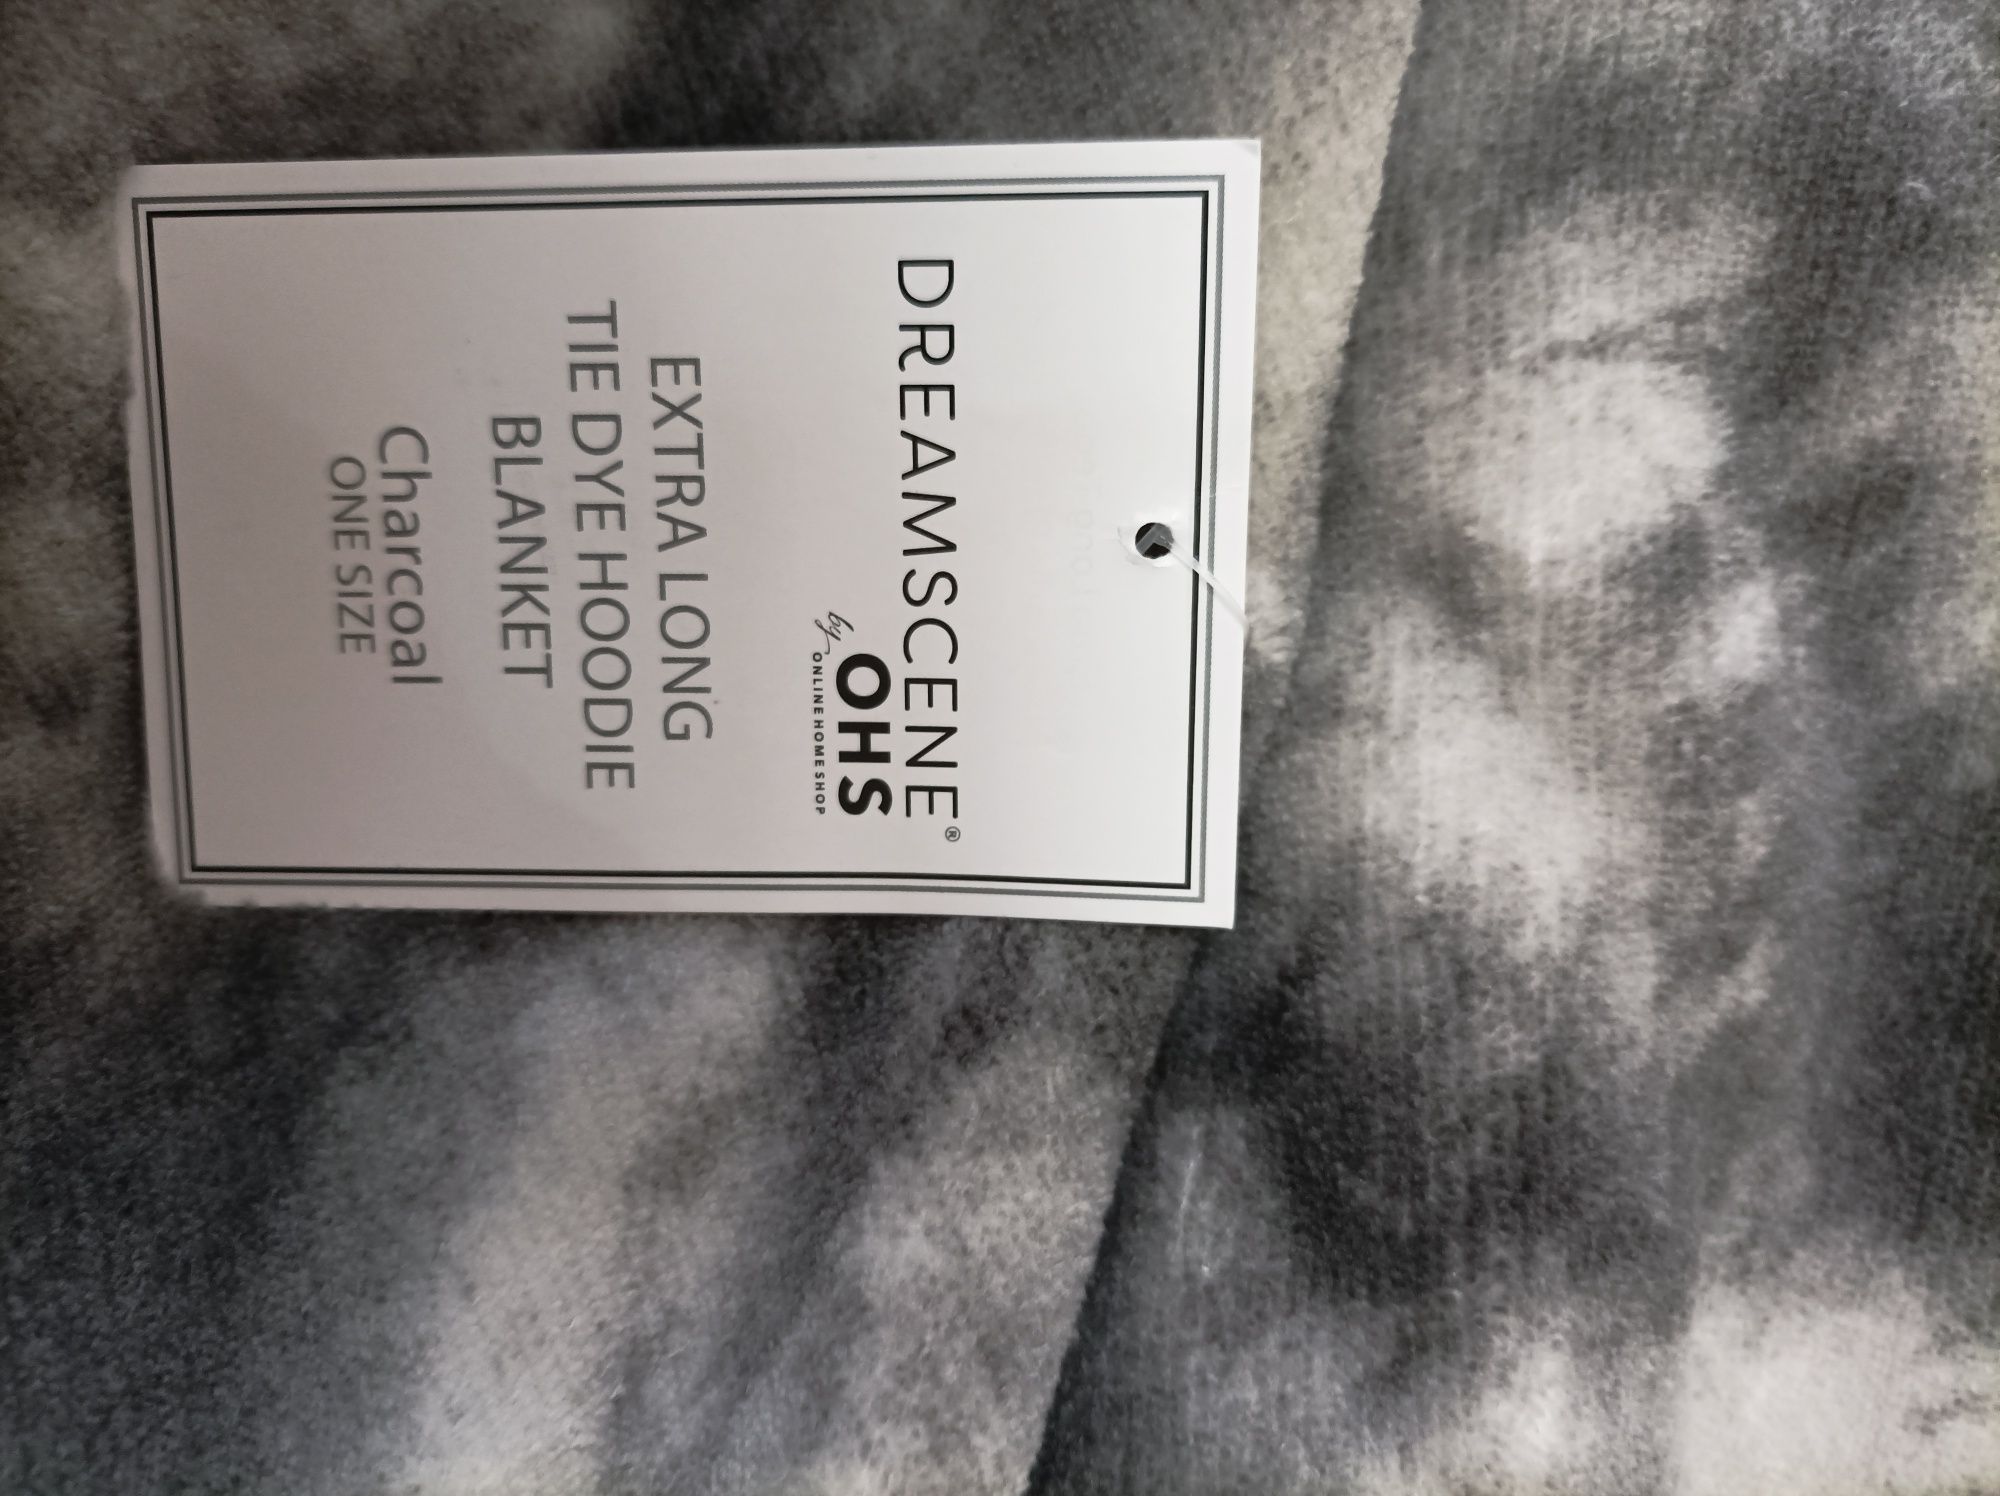 DREAMSCENE®
by OHS
ONLINE HOME SHOP
EXTRA LONG
TIE DYE HOODIE
BLANKET
Charcoal
ONE SIZE